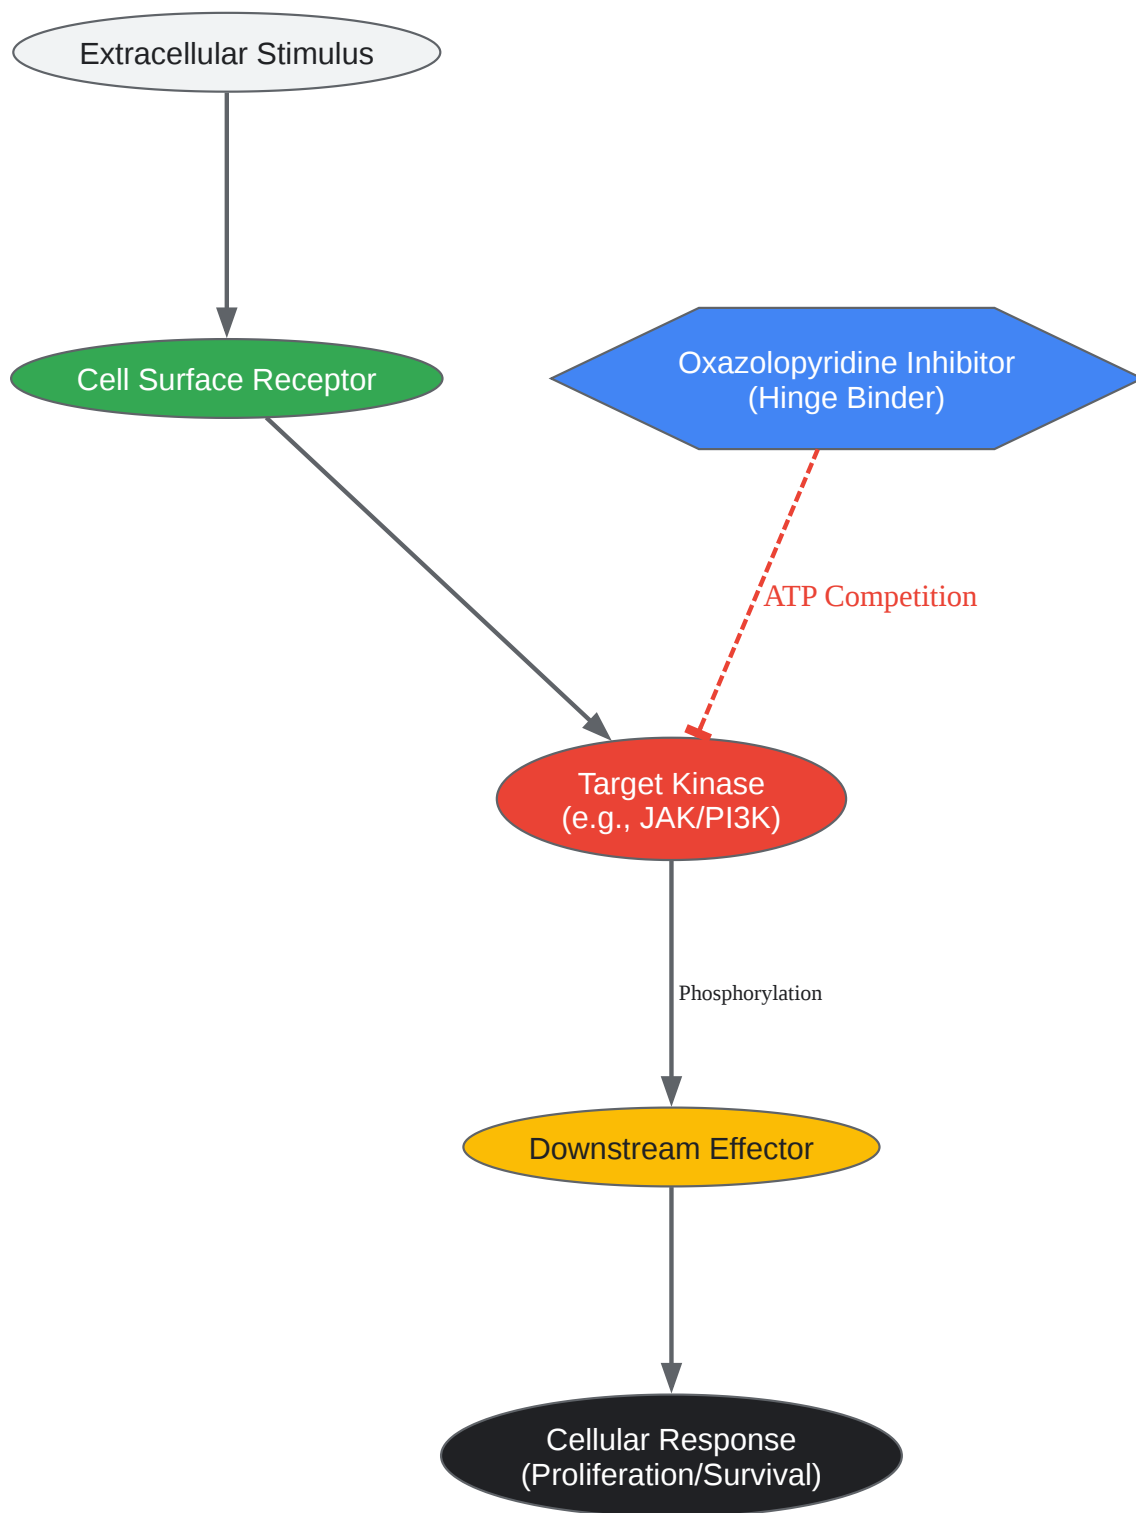 Extracellular Stimulus
Cell Surface Receptor
Oxazolopyridine Inhibitor
(Hinge Binder)
ATP Competition
Target Kinase
(e.g., JAK/PI3K)
Phosphorylation
Downstream Effector
Cellular Response
(Proliferation/Survival)